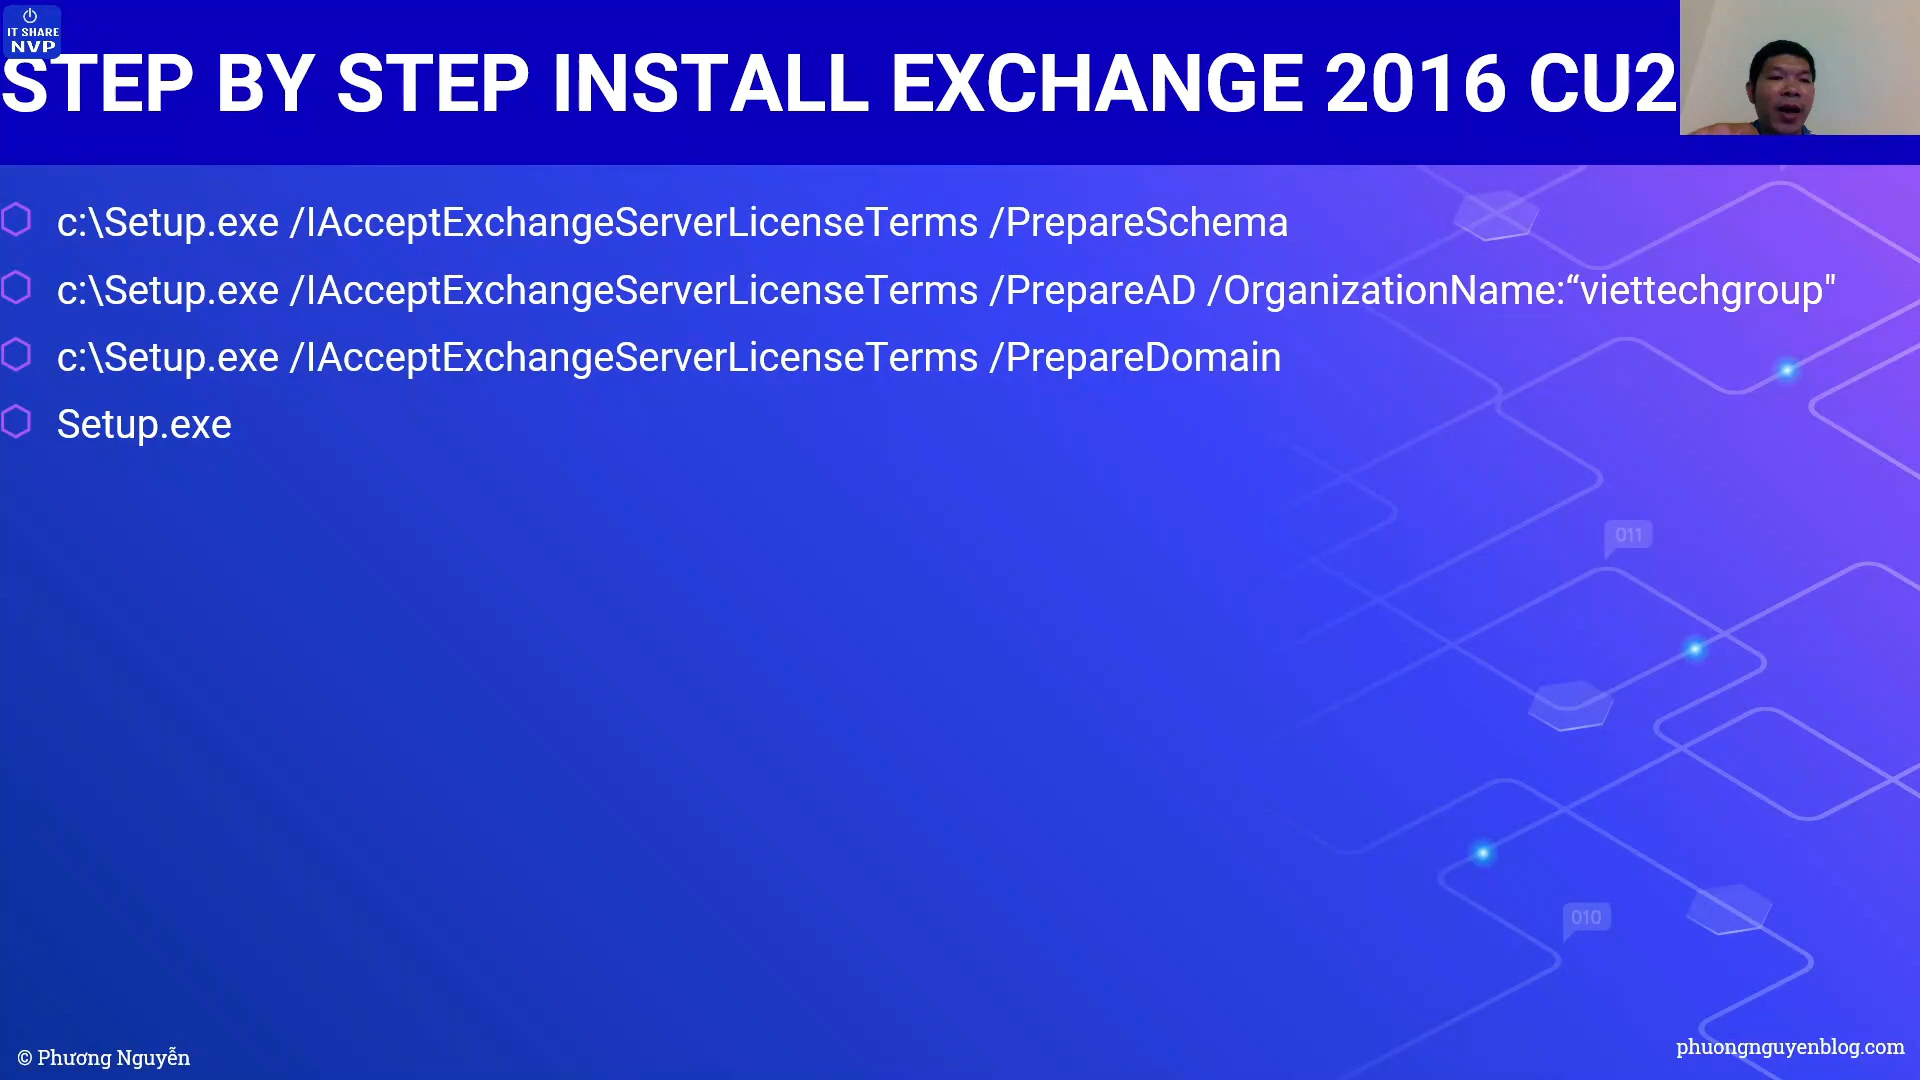 IT SHARE
NVP
STEP BY STEP INSTALL EXCHANGE 2016 CU2
c:\Setup.exe /IAcceptExchangeServerLicenseTerms /PrepareSchema
c:\Setup.exe /IAcceptExchangeServerLicenseTerms /PrepareAD /OrganizationName:“viettechgroup"
c:\Setup.exe /IAcceptExchangeServerLicenseTerms /PrepareDomain
Setup.exe
011
010
© Phương Nguyễn
phuongnguyenblog.com